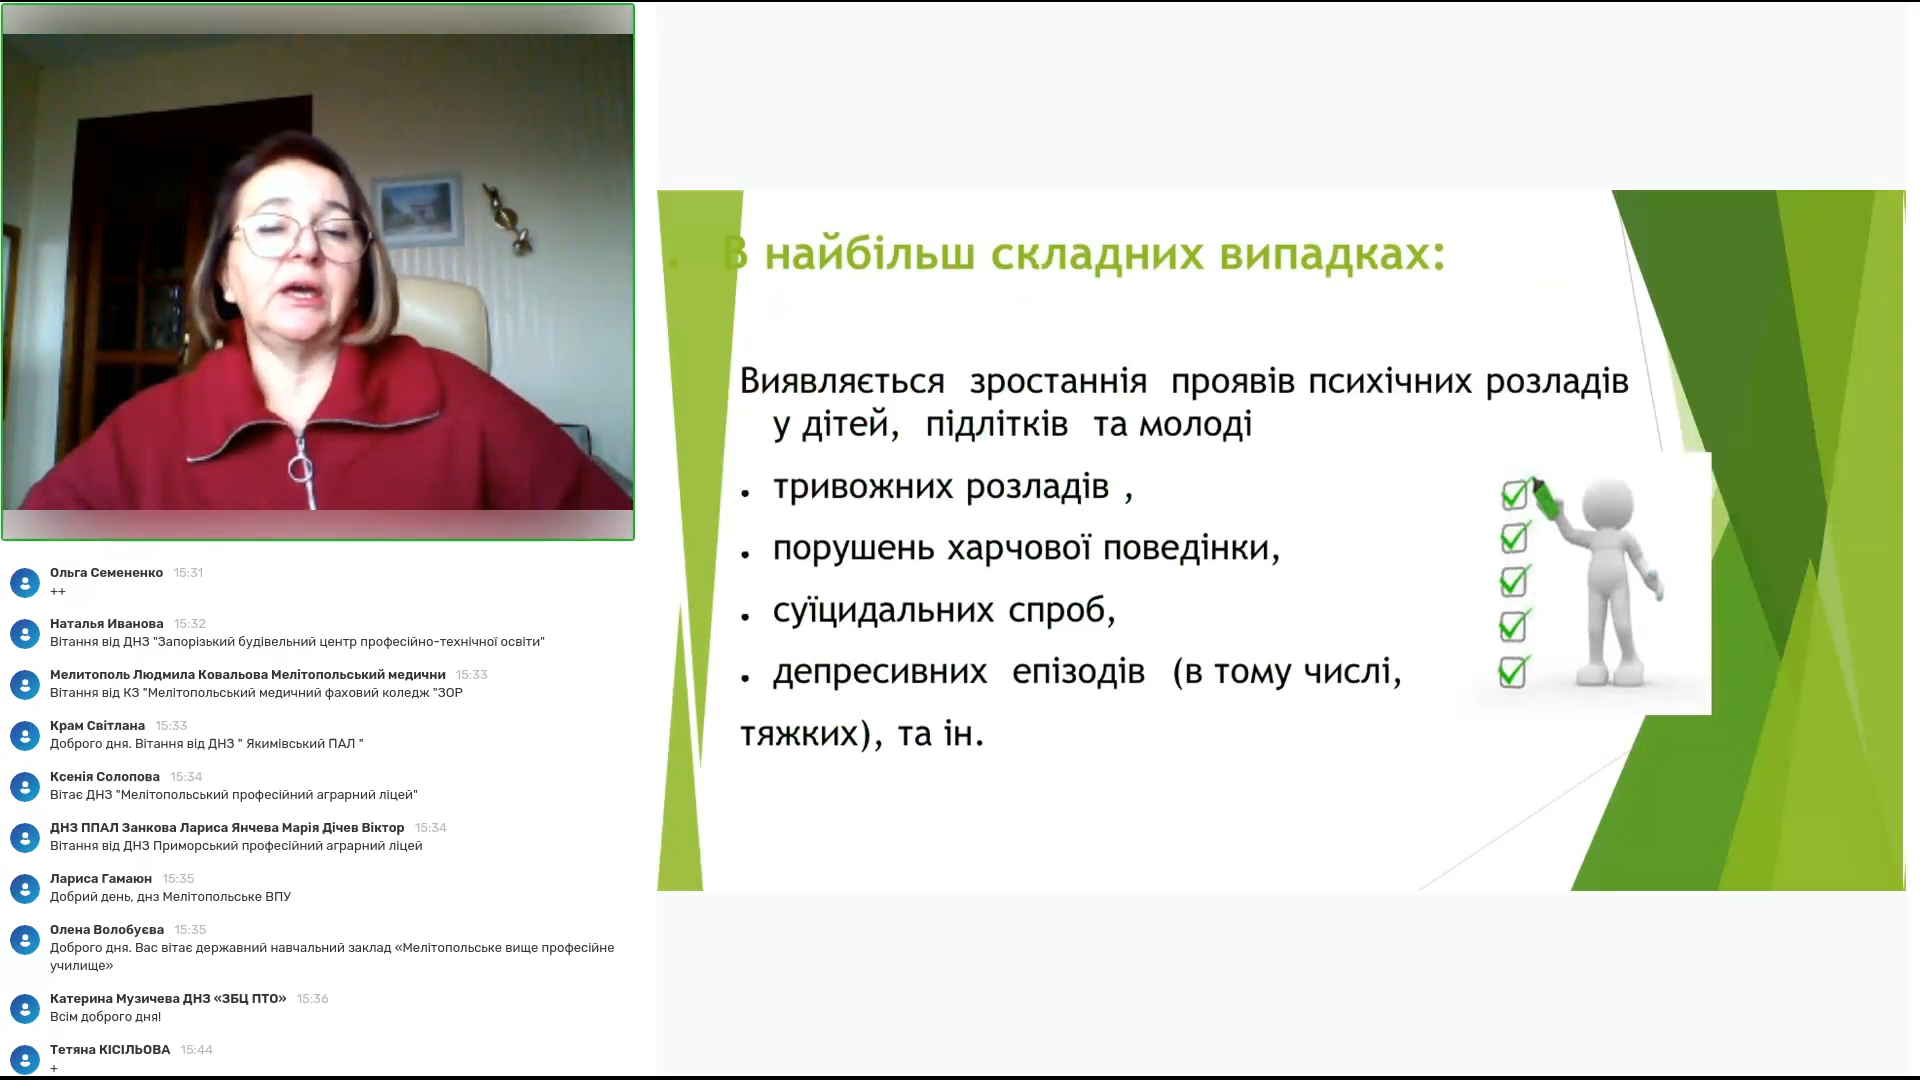 Ольга Семененко 15:31
++
Наталья Иванова 15:32
Вітання від ДНЗ "Запорізький будівельний центр професійно-технічної освіти"
Мелитополь Людмила Ковальова Мелітопольський медични 15:33
Вітання від КЗ "Мелітопольський медичний фаховий коледж "ЗОР
Крам Світлана 15:33
Доброго дня. Вітання від ДНЗ " Якимівський ПАЛ "
Ксенія Солопова 15:34
Вітає ДНЗ "Мелітопольський професійний аграрний ліцей"
ДНЗ ППАЛ Занкова Лариса Янчева Марія Дічев Віктор 15:34
Вітання від ДНЗ Приморський професійний аграрний ліцей
Лариса Гамаюн 15:35
Добрий день, днз Мелітопольське ВПУ
Олена Волобуєва 15:35
Доброго дня. Вас вітає державний навчальний заклад «Мелітопольське вище професійне
училище»
Катерина Музичева ДНЗ «ЗБЦ ПТО» 15:36
Всім доброго дня!
Тетяна КІСІЛЬОВА 15:44
+
В найбільш складних випадках:
Виявляється зростаннія проявів психічних розладів
у дітей, підлітків та молоді
• тривожних розладів ,
• порушень харчової поведінки,
• суїцидальних спроб,
• депресивних епізодів (в тому числі,
тяжких), та ін.